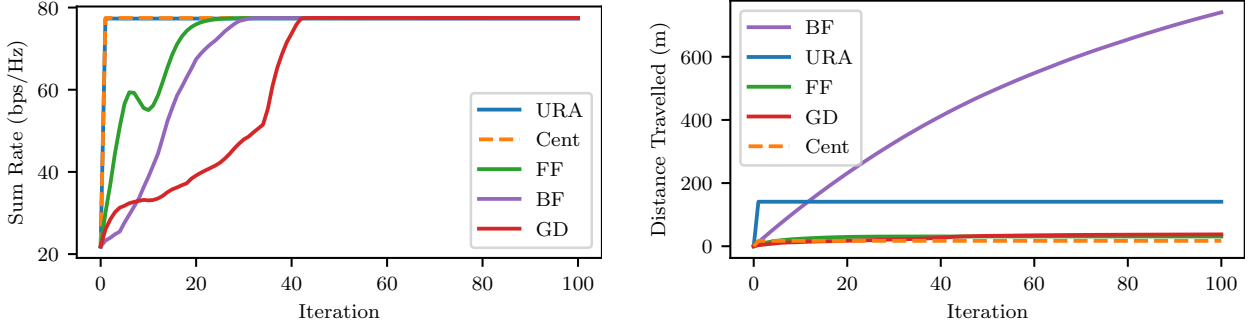 80
60
40
20
Sum Rate (bps/Hz)
URA
Cent
FF
BF
GD
0
20
40
60
80
100
Iteration
600
400
200
0
Distance Travelled (m)
BF
URA
FF
GD
Cent
0
20
40
60
80
100
Iteration